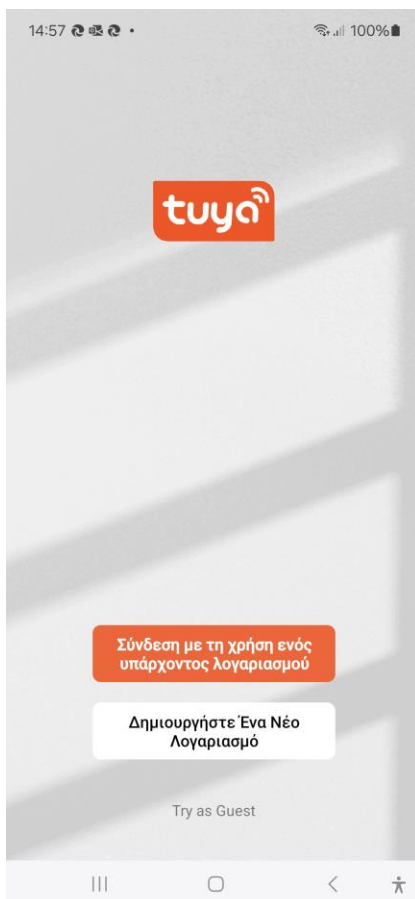 14:57
100%
tuya
Σύνδεση με τη χρήση ενός
υπάρχοντος λογαριασμού
Δημιουργήστε Ένα Νέο
Λογαριασμό
Try as Guest